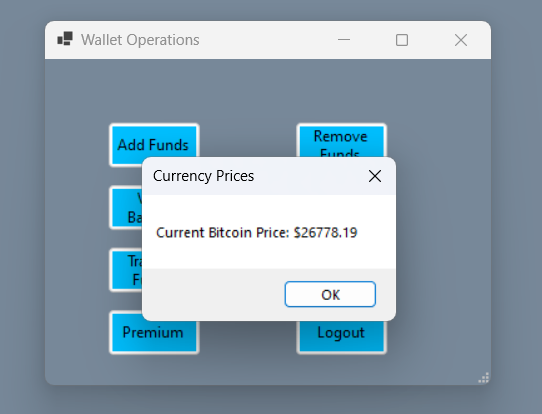 Wallet Operations
Add Funds
Remove
Funds
Currency Prices
Current Bitcoin Price: $26778.19
OK
Premium
Logout